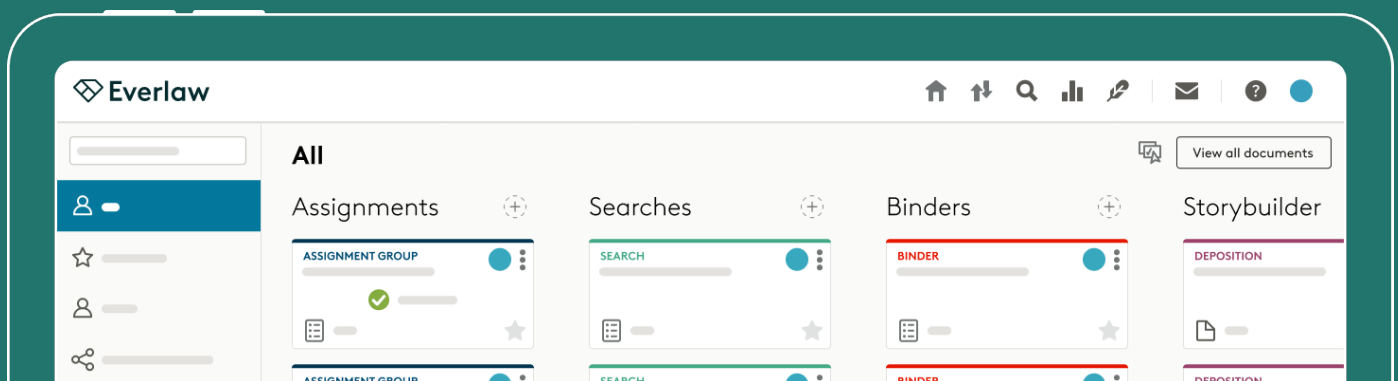 Everlaw
All
View all documents
Assignments
Searches
Binders
Storybuilder
ASSIGNMENT GROUP
SEARCH
BINDER
DEPOSITION
ASSIGNMENT GROUP
SEARCH
BINDER
DEPOSITION